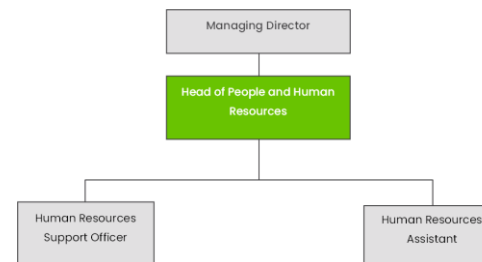 Managing Director
Head of People and Human
Resources
Human Resources
Support Officer
Human Resources
Assistant